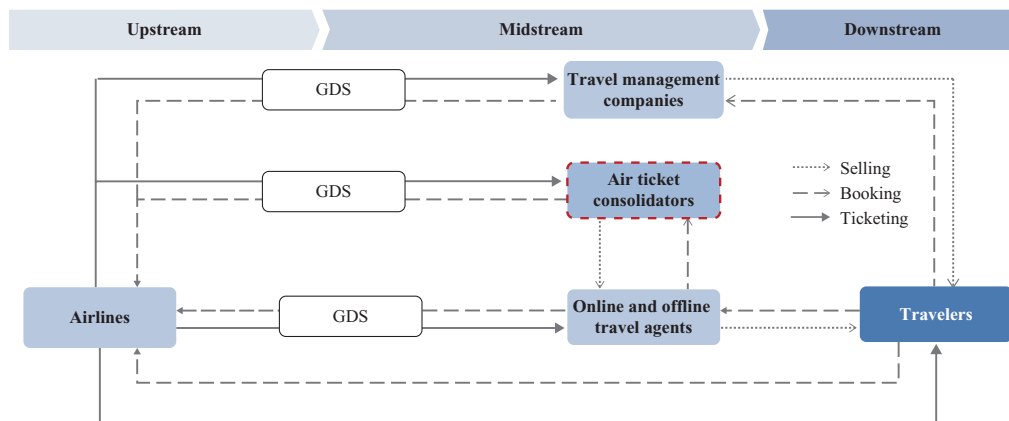 Upstream
Midstream
Downstream
GDS
Travel management
companies
GDS
Air ticket
consolidators
Selling
Booking
Ticketing
Airlines
GDS
Online and offline
travel agents
Travelers